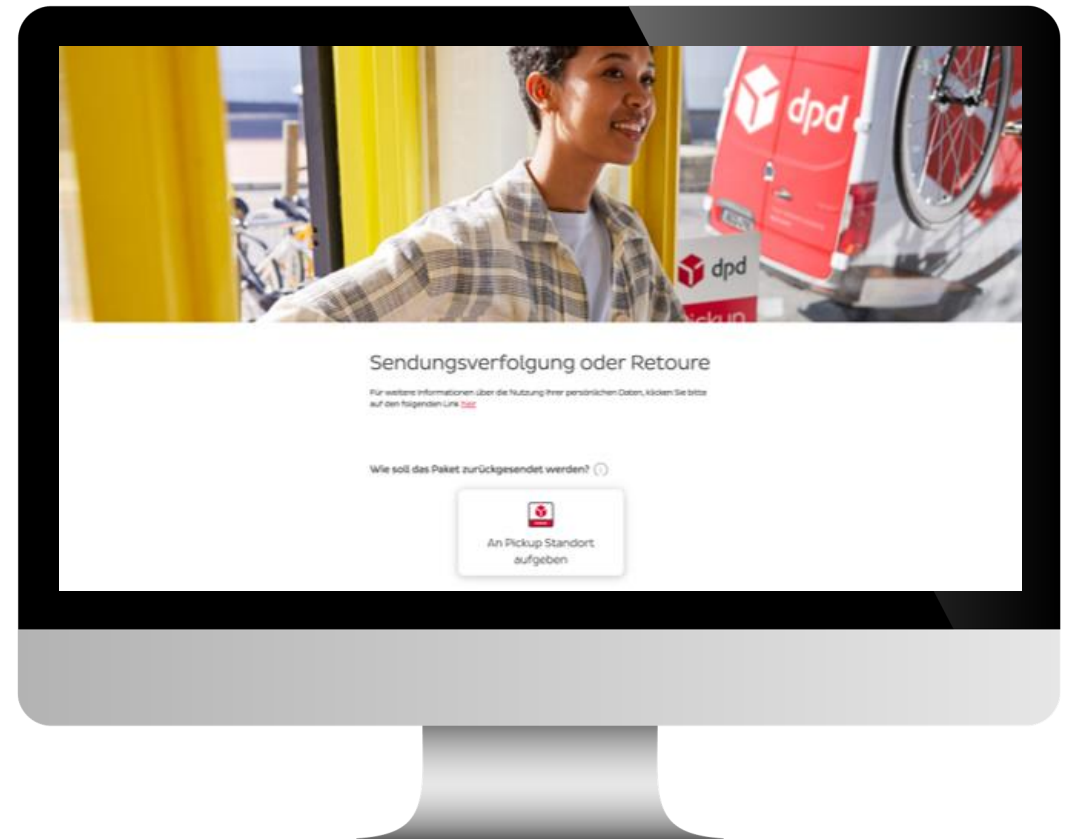 dpd
dpd
Pickup
Sendungsverfolgung oder Retoure
Für weitere Informationen über die Nutzung Ihrer persönlichen Daten, klicken Sie bitte
auf den folgenden Link hier
Wie soll das Paket zurückgesendet werden?
An Pickup Standort
aufgeben